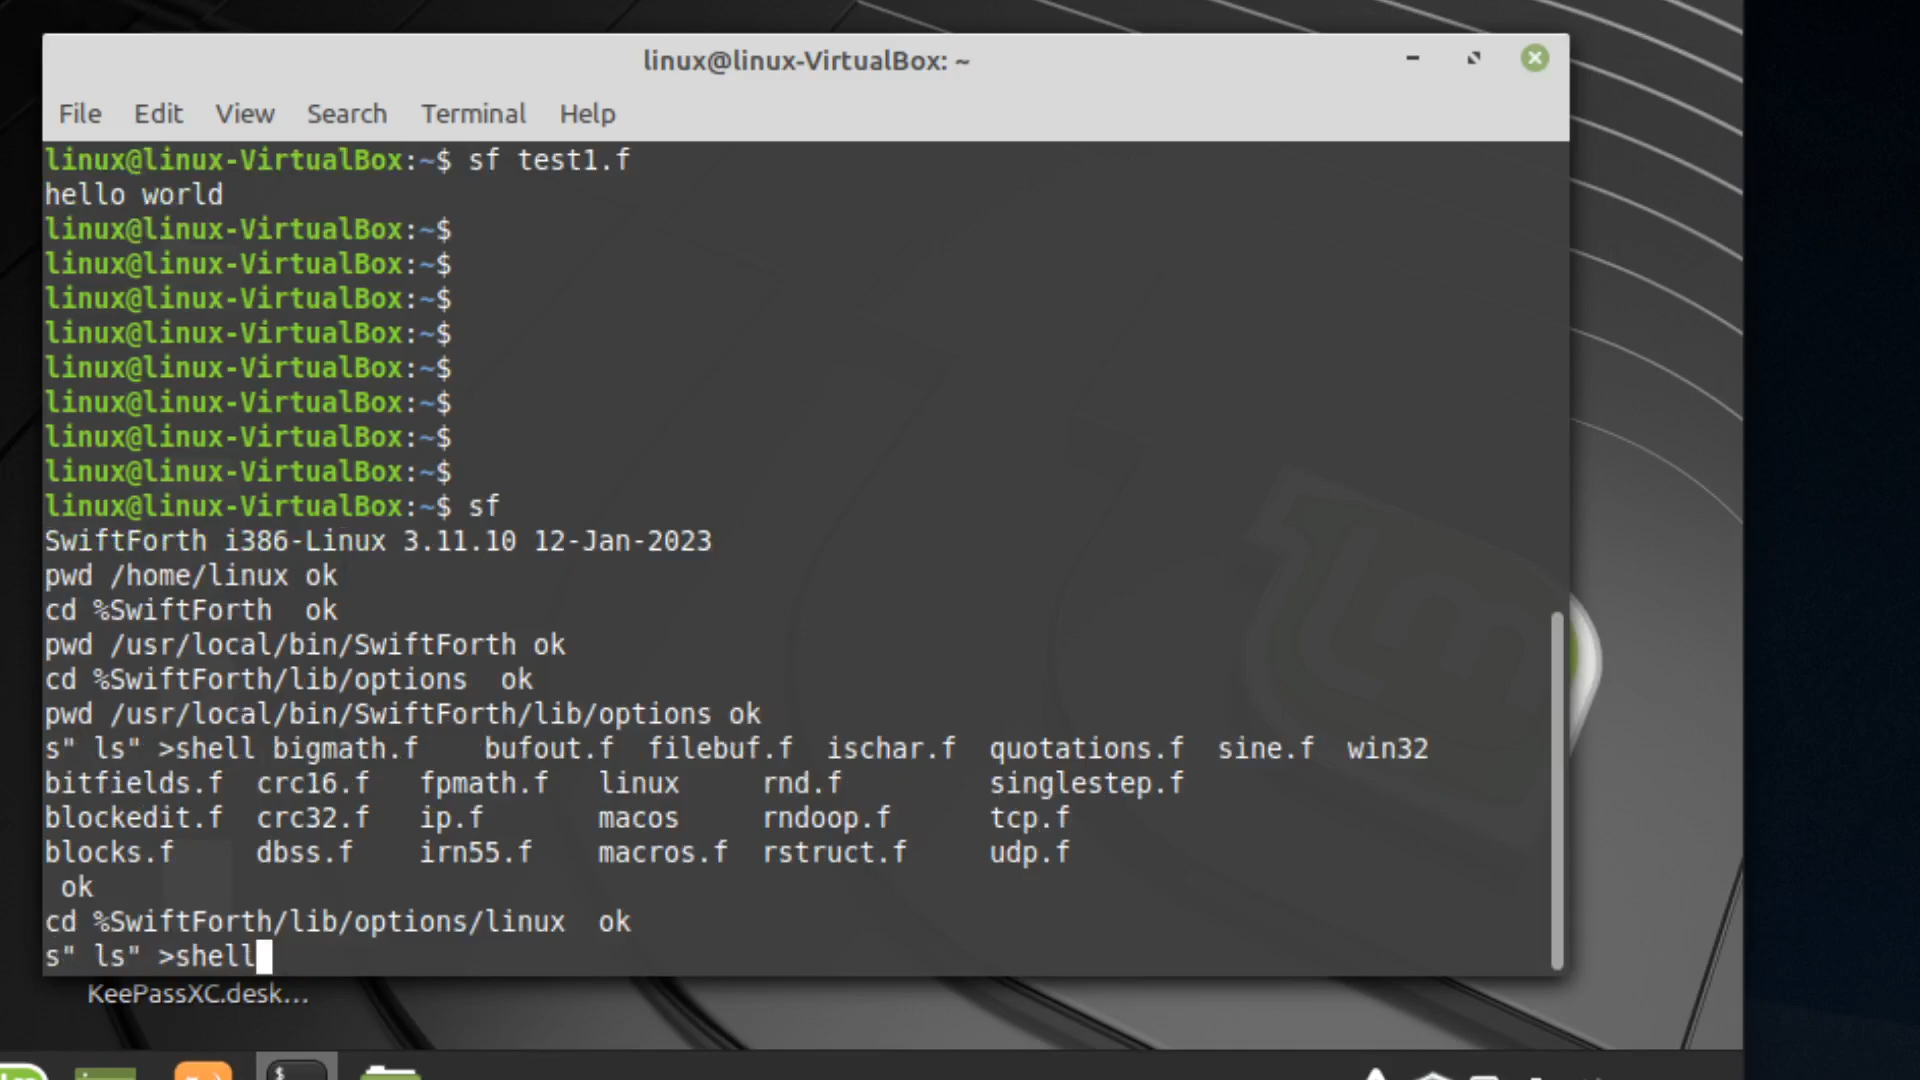 linux@linux-VirtualBox: ~
File Edit View Search Terminal Help
linux@linux-VirtualBox:~$ sf test1.f
hello world
linux@linux-VirtualBox:~$
linux@linux-VirtualBox:~$
linux@linux-VirtualBox:~$
linux@linux-VirtualBox:~$
linux@linux-VirtualBox:~$
linux@linux-VirtualBox:~$
linux@linux-VirtualBox:~$
linux@linux-VirtualBox:~$
linux@linux-VirtualBox:~$ sf
SwiftForth i386-Linux 3.11.10 12-Jan-2023
pwd /home/linux ok
cd %SwiftForth  ok
pwd /usr/local/bin/SwiftForth ok
cd %SwiftForth/lib/options  ok
pwd /usr/local/bin/SwiftForth/lib/options ok
s" ls" >shell bigmath.f    bufout.f  filebuf.f  ischar.f  quotations.f  sine.f  win32
bitfields.f  crc16.f   fpmath.f   linux     rnd.f         singlestep.f
blockedit.f  crc32.f   ip.f       macos     rndoop.f      tcp.f
blocks.f     dbss.f    irn55.f    macros.f  rstruct.f     udp.f
 ok
cd %SwiftForth/lib/options/linux  ok
s" ls" >shell
KeePassXC.desk...